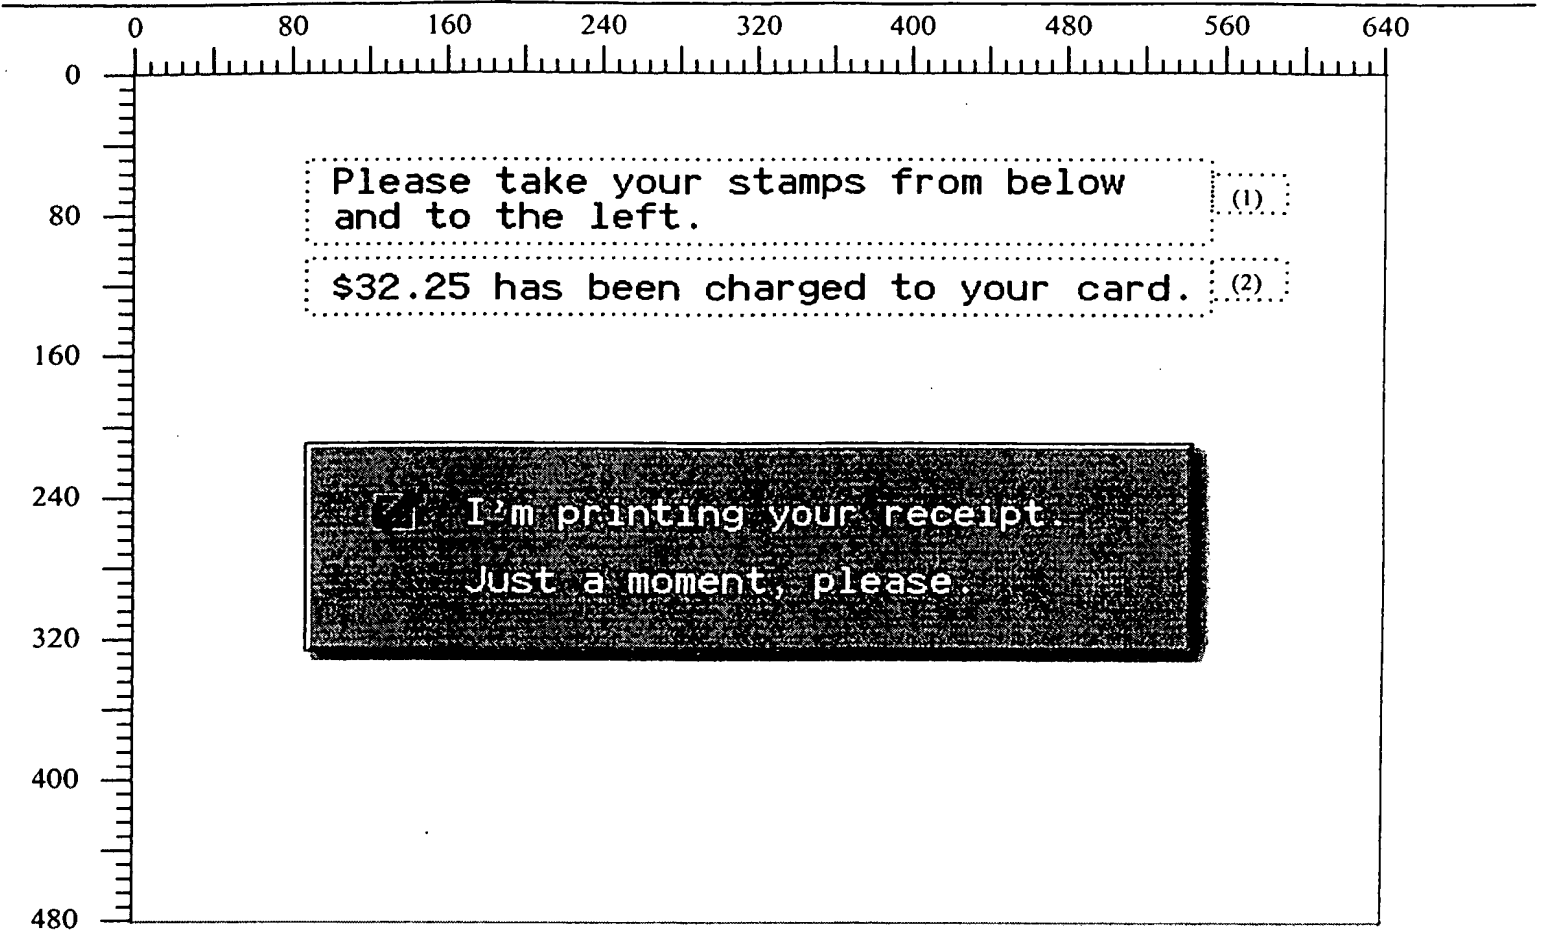 0 80 160 240 320 400 480 560 640
0
Please take your stamps from below
and to the left.
(1)
80
$32.25 has been charged to your card.
(2)
160
240
I'm printing your receipt.
Just a moment, please.
320
400
480